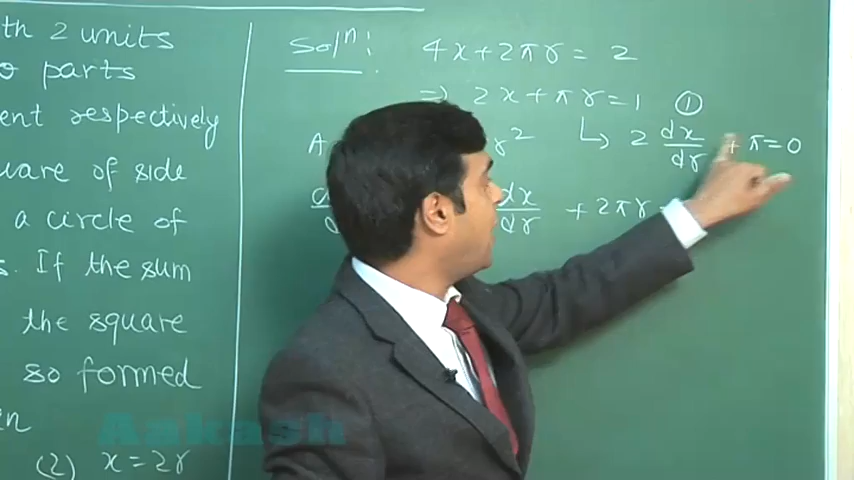 th 2 units
o parts
ent respectively
uare of side
a circle of
s. If the sum
the square
so formed
en
(2) x = 2r
Solⁿ:
4x + 2πr = 2
⇒ 2x + πr = 1 ①
↳ 2 dx/dr + π = 0
A r²
dx/dr + 2πr
Aakash